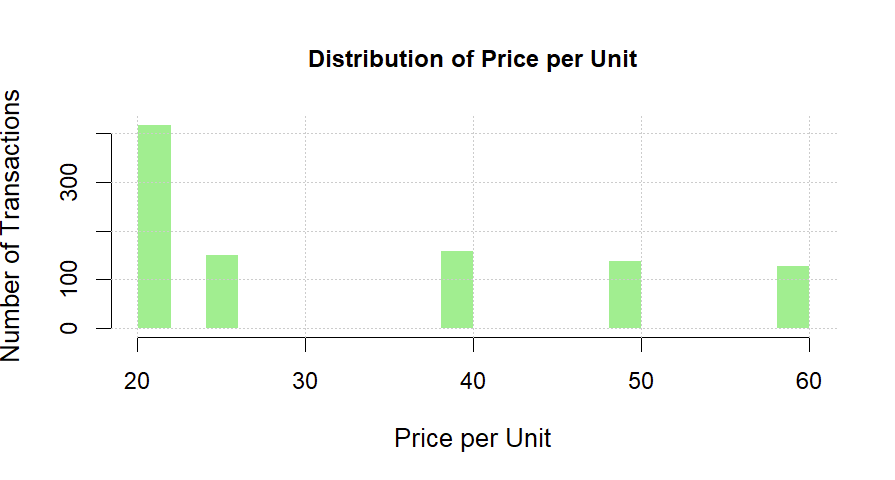 Distribution of Price per Unit
Number of Transactions
300
100
0
20 30 40 50 60
Price per Unit